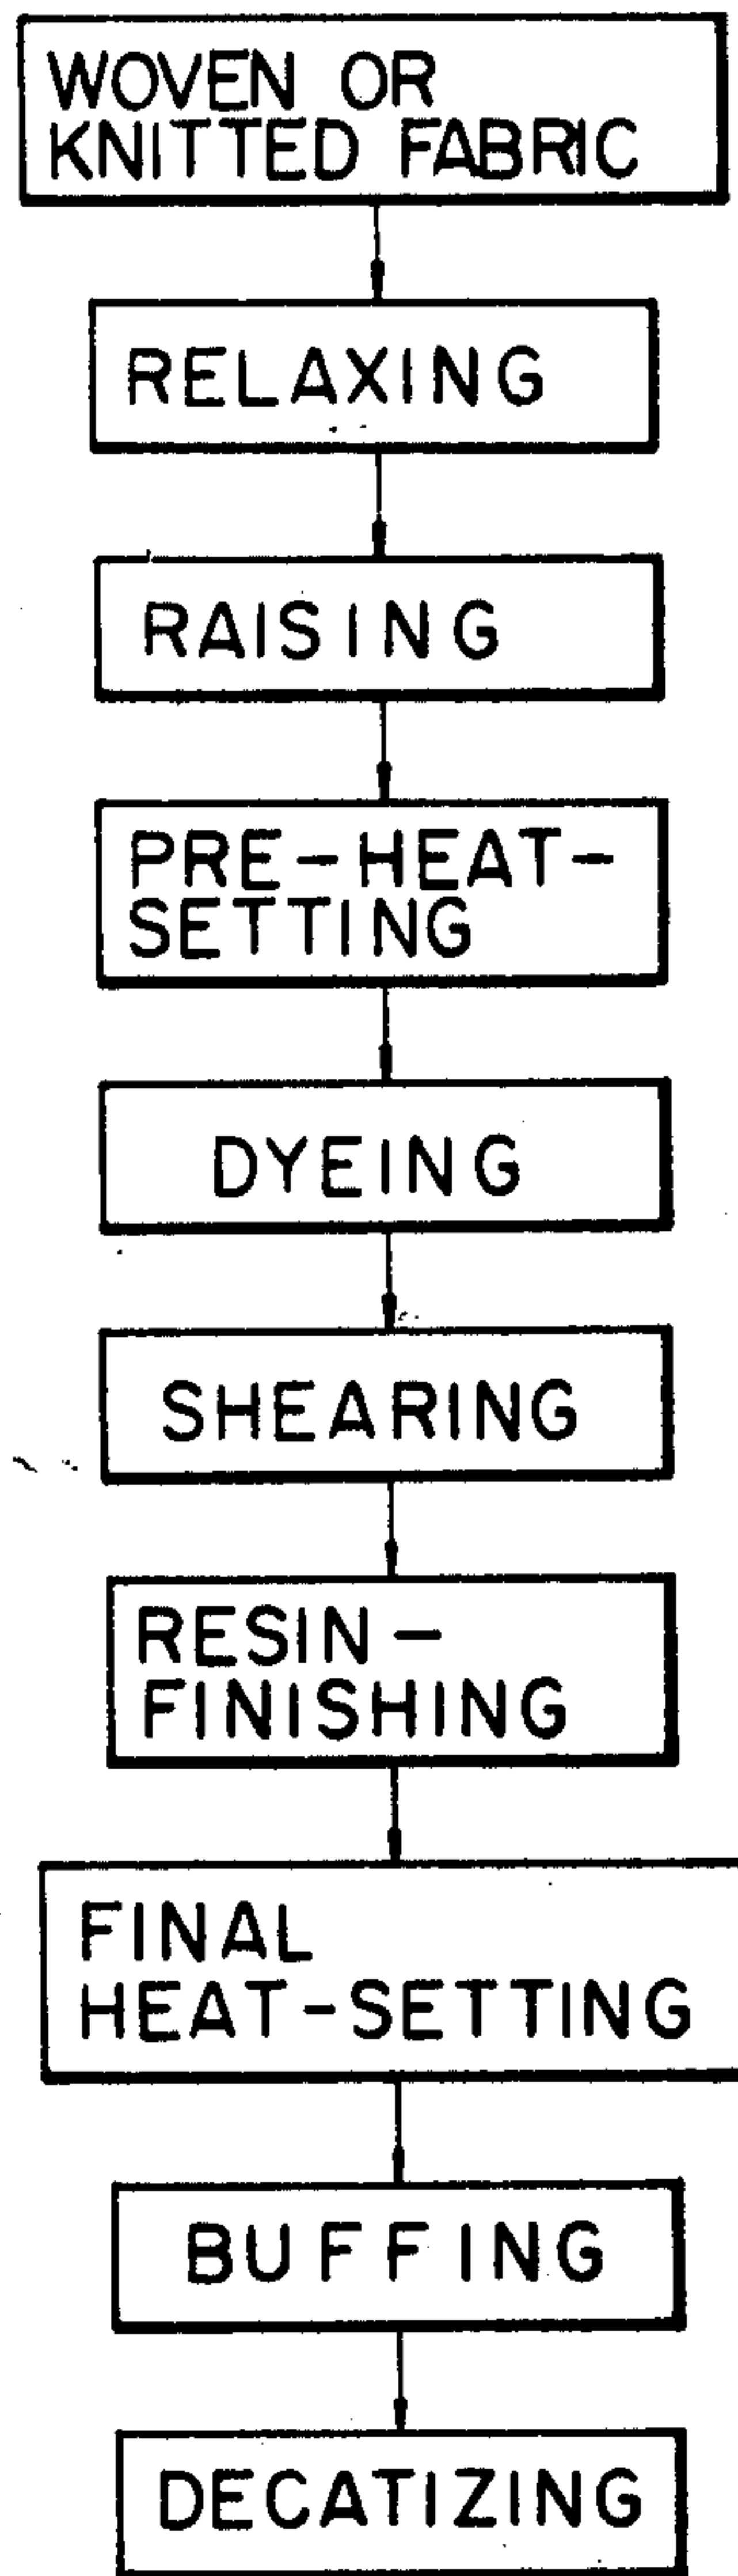 WOVEN OR
KNITTED FABRIC
RELAXING
RAISING
PRE-HEAT-
SETTING
DYEING
SHEARING
RESIN-
FINISHING
FINAL
HEAT-SETTING
BUFFING
DECATIZING